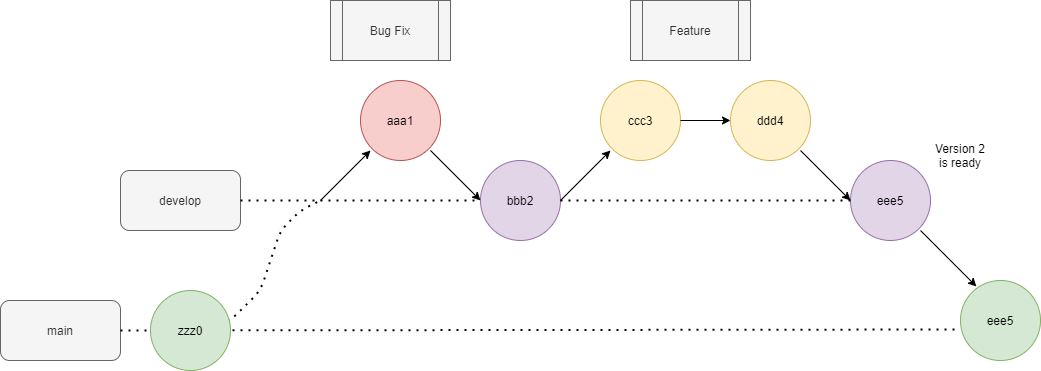 Bug Fix
Feature
aaa1
ccc3
ddd4
Version 2
is ready
develop
bbb2
eee5
main
zzz0
eee5